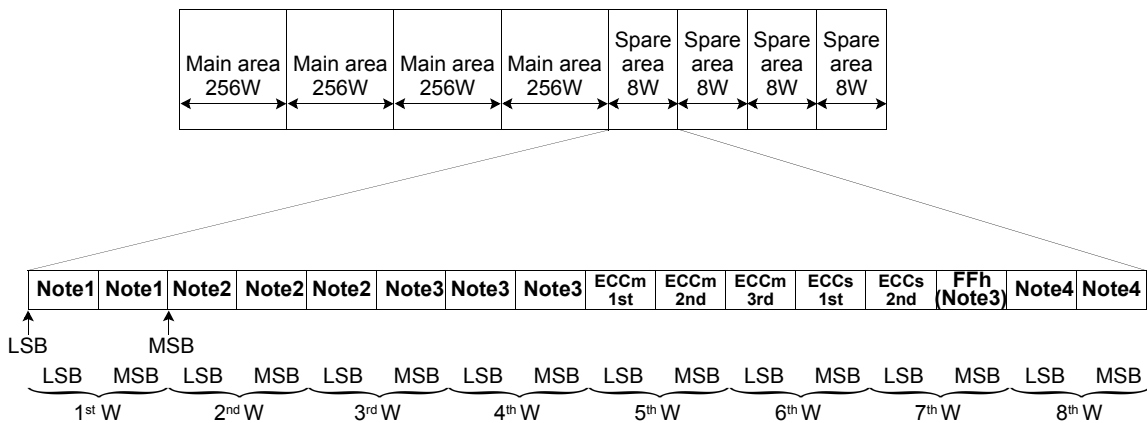 Main area 256W Main area 256W Main area 256W Main area 256W Spare area 8W Spare area 8W Spare area 8W Spare area 8W
Note1 Note1 Note2 Note2 Note2 Note3 Note3 Note3 ECCm 1st ECCm 2nd ECCm 3rd ECCs 1st ECCs 2nd FFh (Note3) Note4 Note4
LSB MSB
LSB MSB LSB MSB LSB MSB LSB MSB LSB MSB LSB MSB LSB MSB LSB MSB
1st W 2nd W 3rd W 4th W 5th W 6th W 7th W 8th W